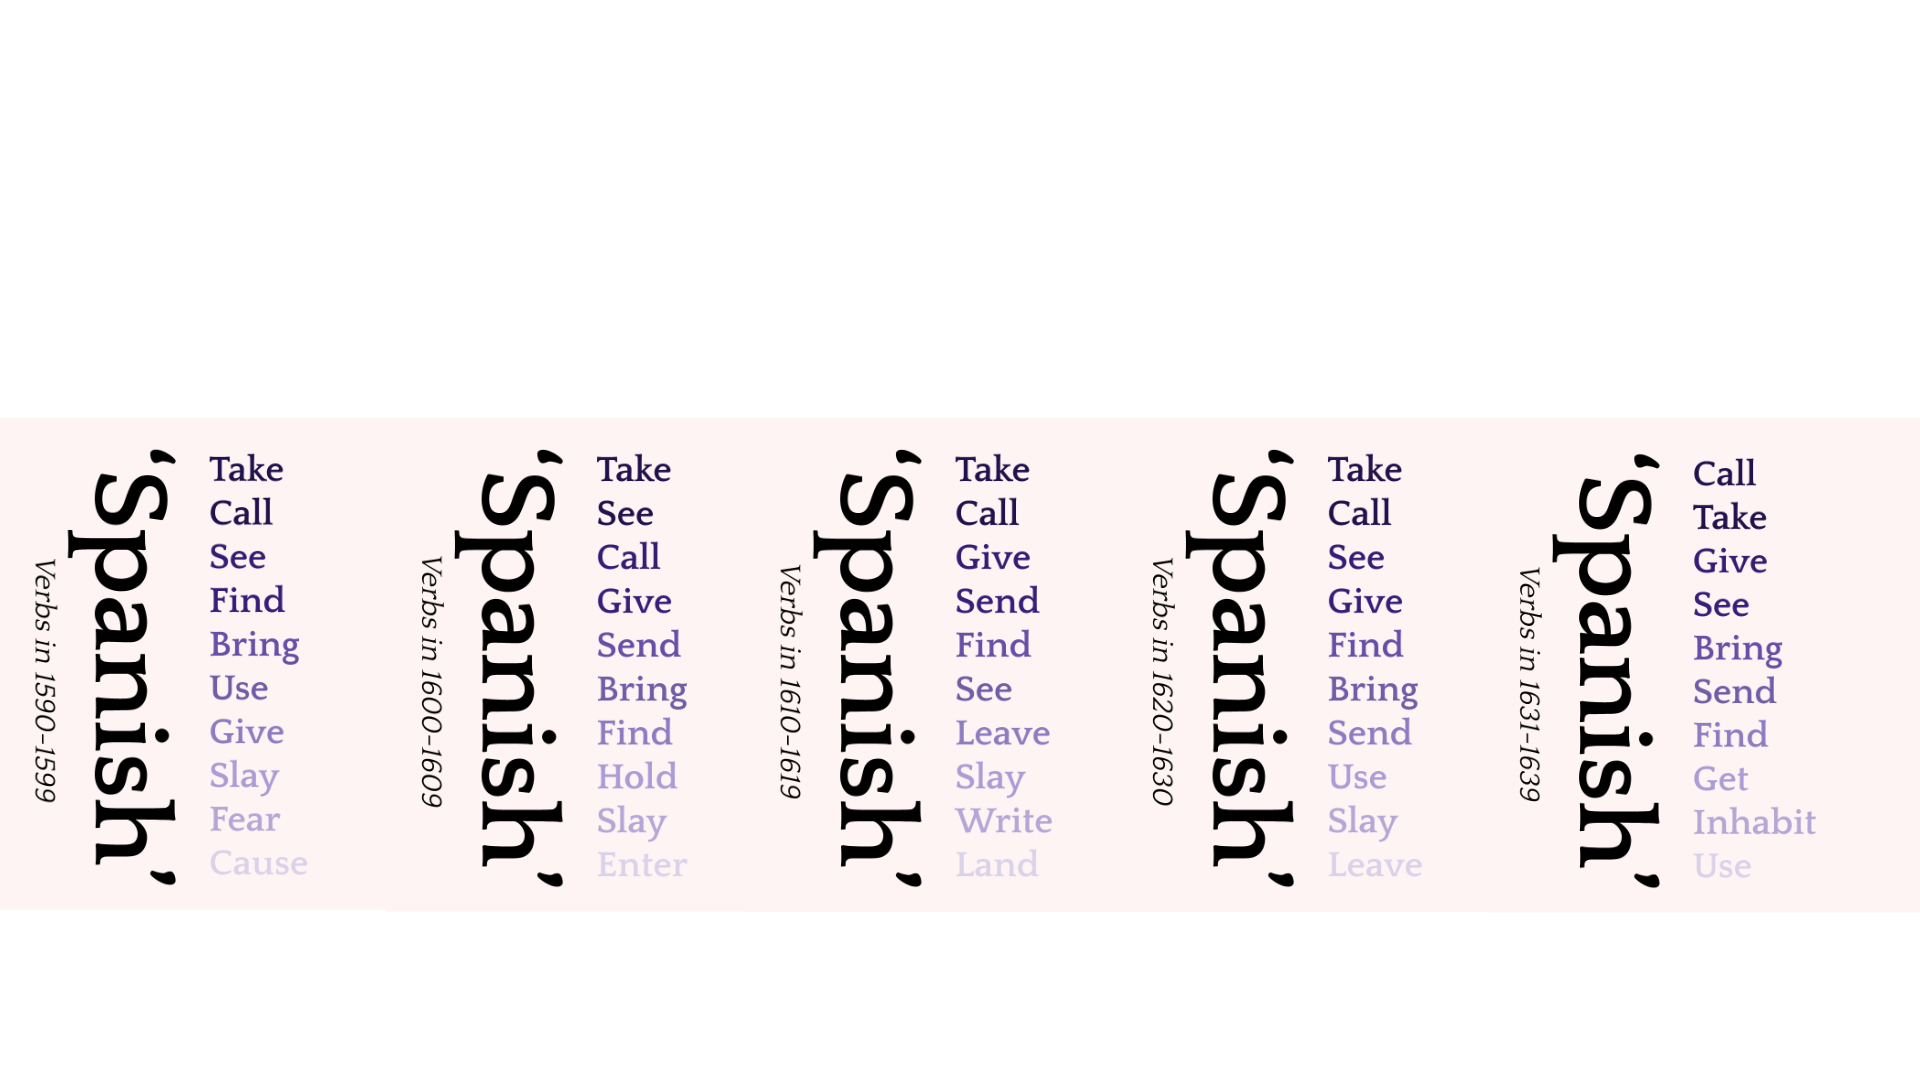 Verbs in 1590-1599
‘Spanish’
Take
Call
See
Find
Bring
Use
Give
Slay
Fear
Cause
Verbs in 1600-1609
‘Spanish’
Take
See
Call
Give
Send
Bring
Find
Hold
Slay
Enter
Verbs in 1610-1619
‘Spanish’
Take
Call
Give
Send
Find
See
Leave
Slay
Write
Land
Verbs in 1620-1630
‘Spanish’
Take
Call
See
Give
Find
Bring
Send
Use
Slay
Leave
Verbs in 1631-1639
‘Spanish’
Call
Take
Give
See
Bring
Send
Find
Get
Inhabit
Use